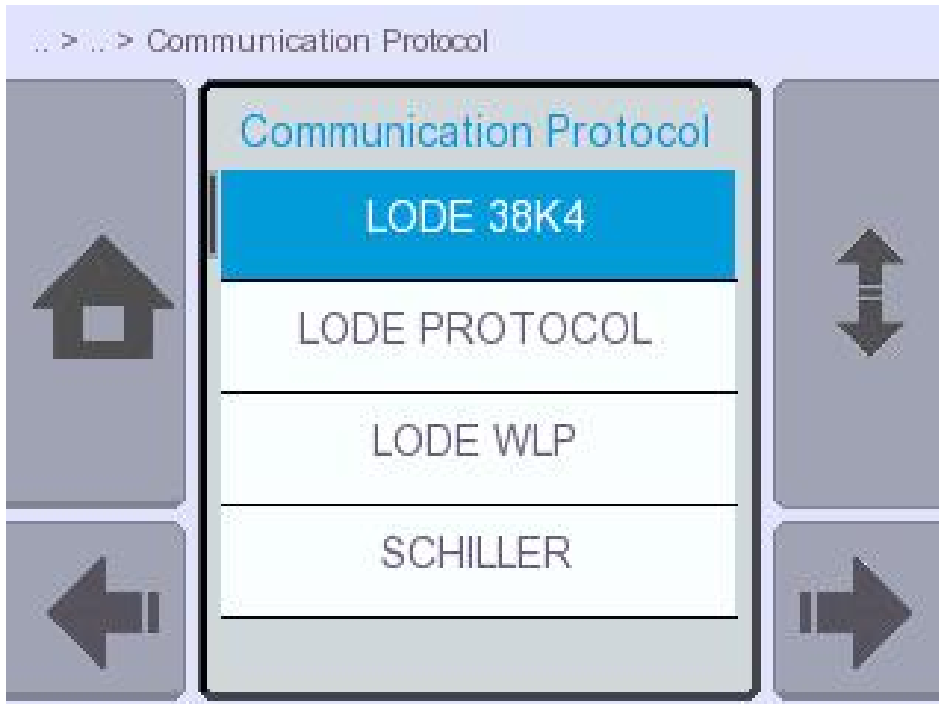 .. > .. > Communication Protocol
Communication Protocol
LODE 38K4
LODE PROTOCOL
LODE WLP
SCHILLER